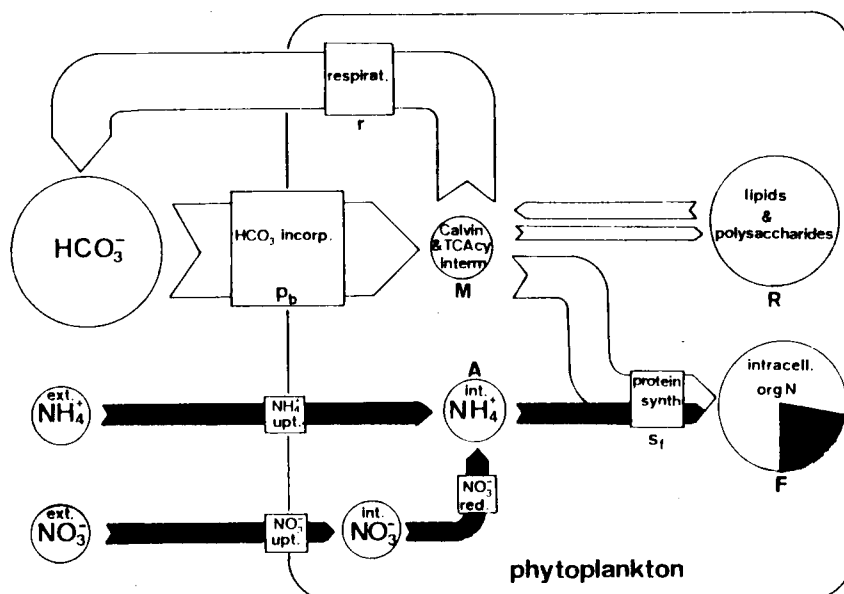 respirat.
r
HCO₃⁻
HCO₃ incorp.
p_b
Calvin
& TCAcy
interm
M
lipids
&
polysaccharides
R
ext.
NH₄⁺
NH₄⁺
upt.
A
int.
NH₄⁺
protein
synth
s_f
intracell.
org N
F
NO₃⁻
red.
ext.
NO₃⁻
NO₃⁻
upt.
int.
NO₃⁻
phytoplankton